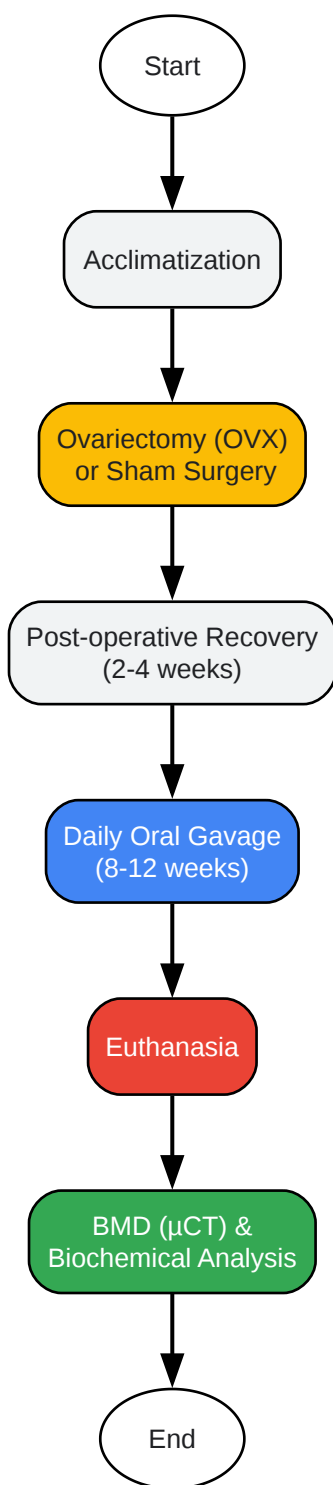 Start
Acclimatization
Ovariectomy (OVX)
or Sham Surgery
Post-operative Recovery
(2-4 weeks)
Daily Oral Gavage
(8-12 weeks)
Euthanasia
BMD (µCT) &
Biochemical Analysis
End